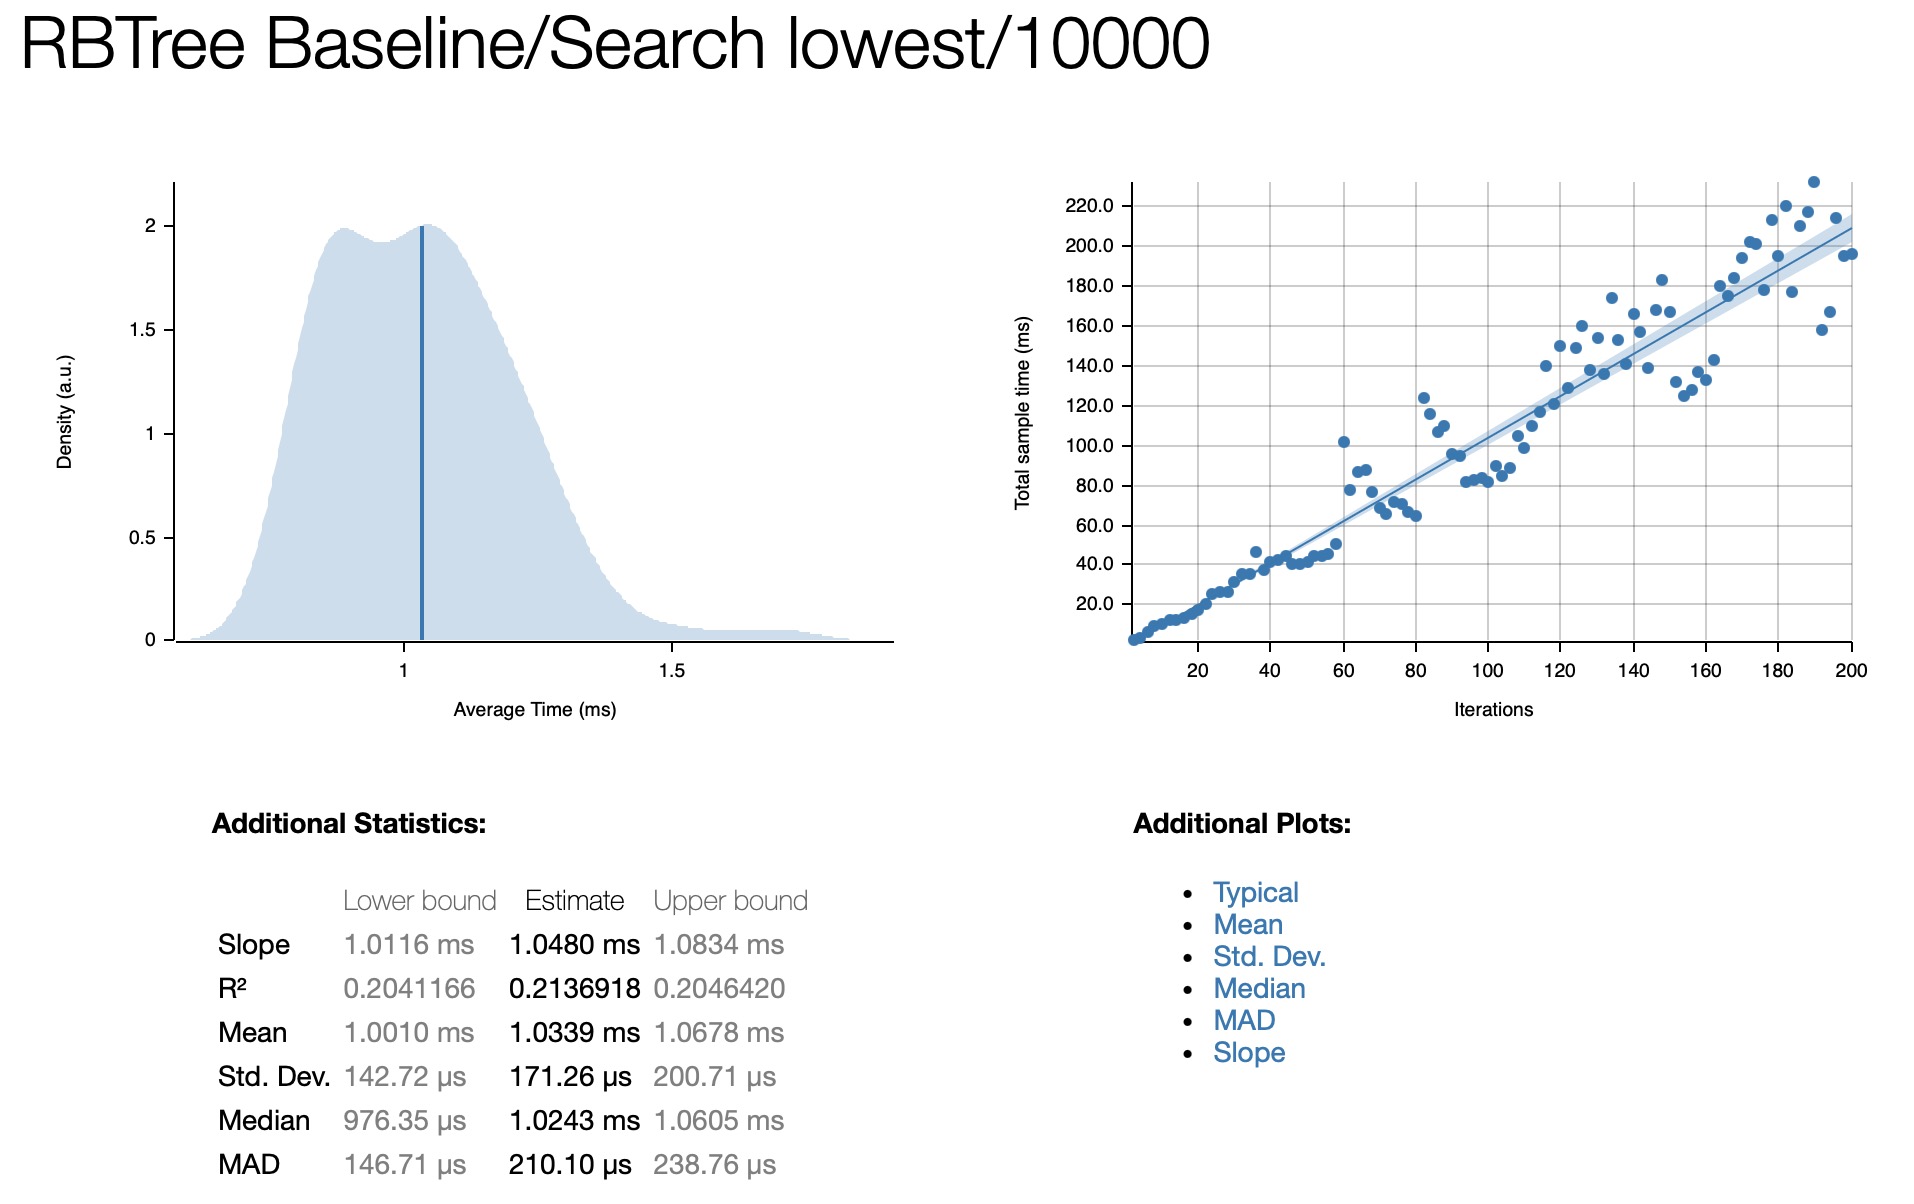 RBTree Baseline/Search lowest/10000
2
1.5
1
0.5
0
Density (a.u.)
1
1.5
Average Time (ms)
220.0
200.0
180.0
160.0
140.0
120.0
100.0
80.0
60.0
40.0
20.0
Total sample time (ms)
20 40 60 80 100 120 140 160 180 200
Iterations
Additional Statistics:
Lower bound Estimate Upper bound
Slope 1.0116 ms 1.0480 ms 1.0834 ms
R² 0.2041166 0.2136918 0.2046420
Mean 1.0010 ms 1.0339 ms 1.0678 ms
Std. Dev. 142.72 µs 171.26 µs 200.71 µs
Median 976.35 µs 1.0243 ms 1.0605 ms
MAD 146.71 µs 210.10 µs 238.76 µs
Additional Plots:
• Typical
• Mean
• Std. Dev.
• Median
• MAD
• Slope